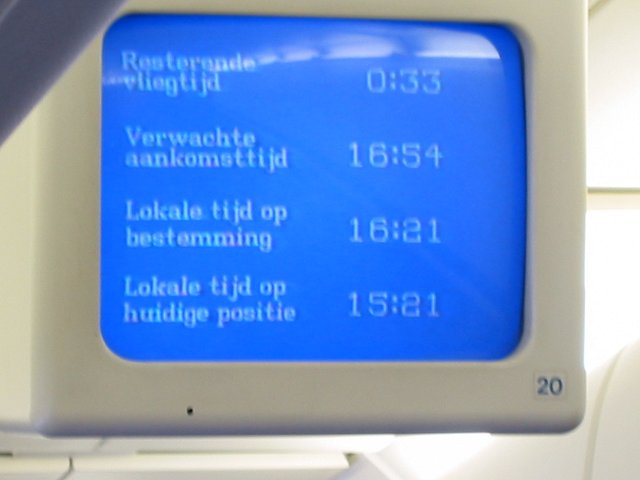 Resterende
vliegtijd 0:33
Verwachte
aankomsttijd 16:54
Lokale tijd op
bestemming 16:21
Lokale tijd op
huidige positie 15:21
20